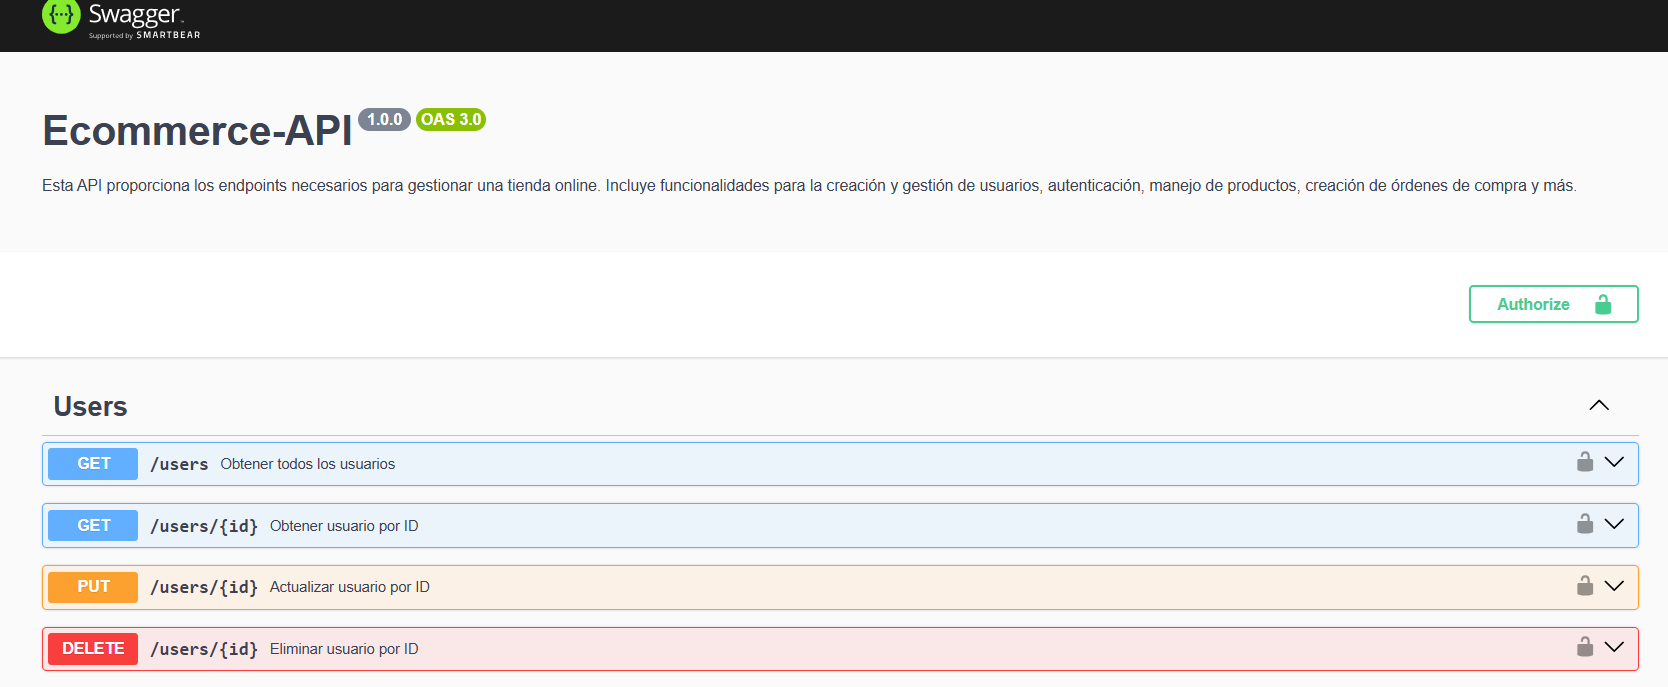 {···} Swagger™
Supported by SMARTBEAR
Ecommerce-API 1.0.0 OAS 3.0
Esta API proporciona los endpoints necesarios para gestionar una tienda online. Incluye funcionalidades para la creación y gestión de usuarios, autenticación, manejo de productos, creación de órdenes de compra y más.
Authorize
Users
GET /users Obtener todos los usuarios
GET /users/{id} Obtener usuario por ID
PUT /users/{id} Actualizar usuario por ID
DELETE /users/{id} Eliminar usuario por ID